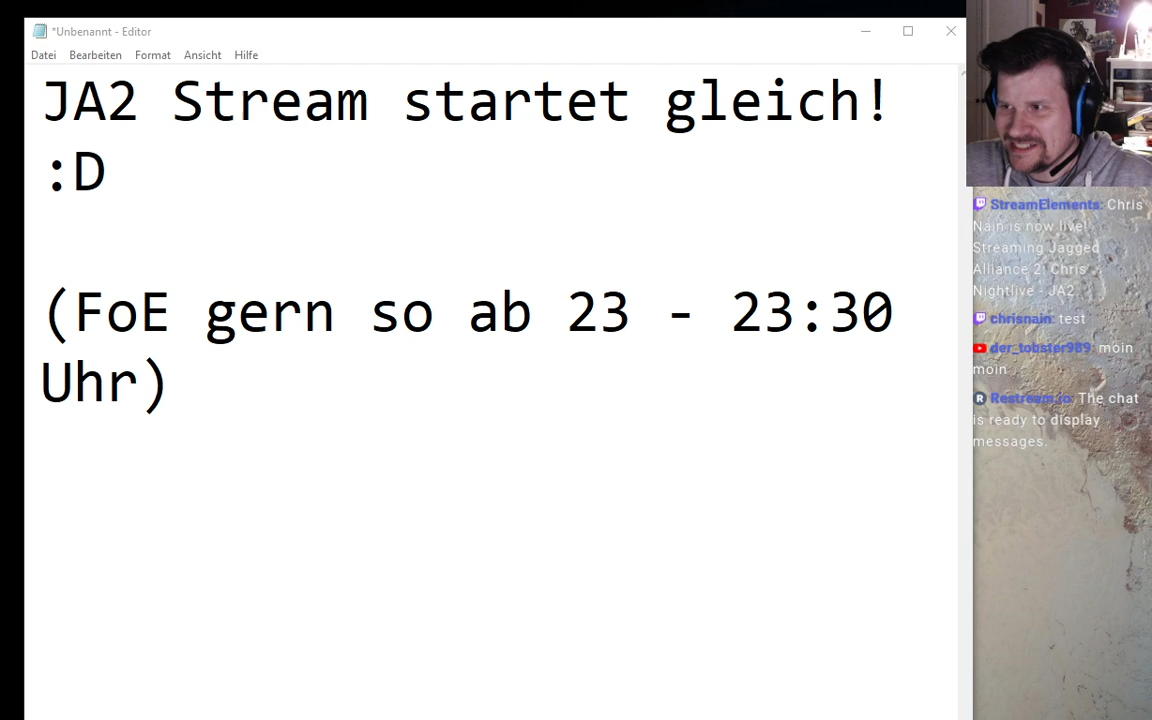 *Unbenannt - Editor
Datei Bearbeiten Format Ansicht Hilfe
JA2 Stream startet gleich!
:D
(FoE gern so ab 23 - 23:30
Uhr)
StreamElements: Chris
Nain is now live!
Streaming Jagged
Alliance 2: Chris
Nightlive - JA2
chrisnain: test
der_tobster989: moin
moin
Restream.io: The chat
is ready to display
messages.